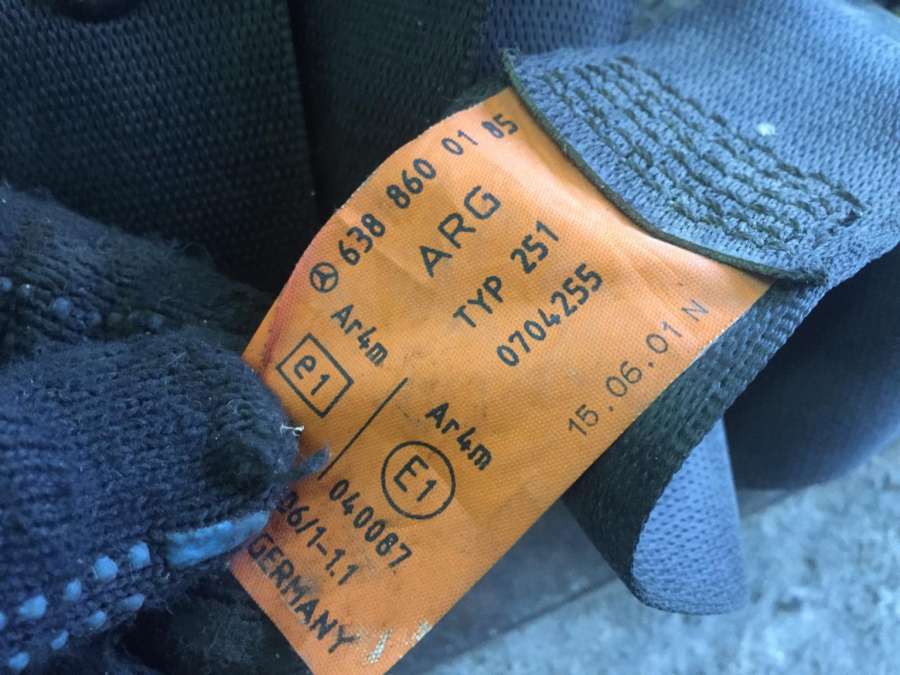 638 860 01 85
ARG
TYP 251
0704255
15.06.01 N
Ar4m
e1
Ar4m
E1
040087
96/1-1.1
GERMANY